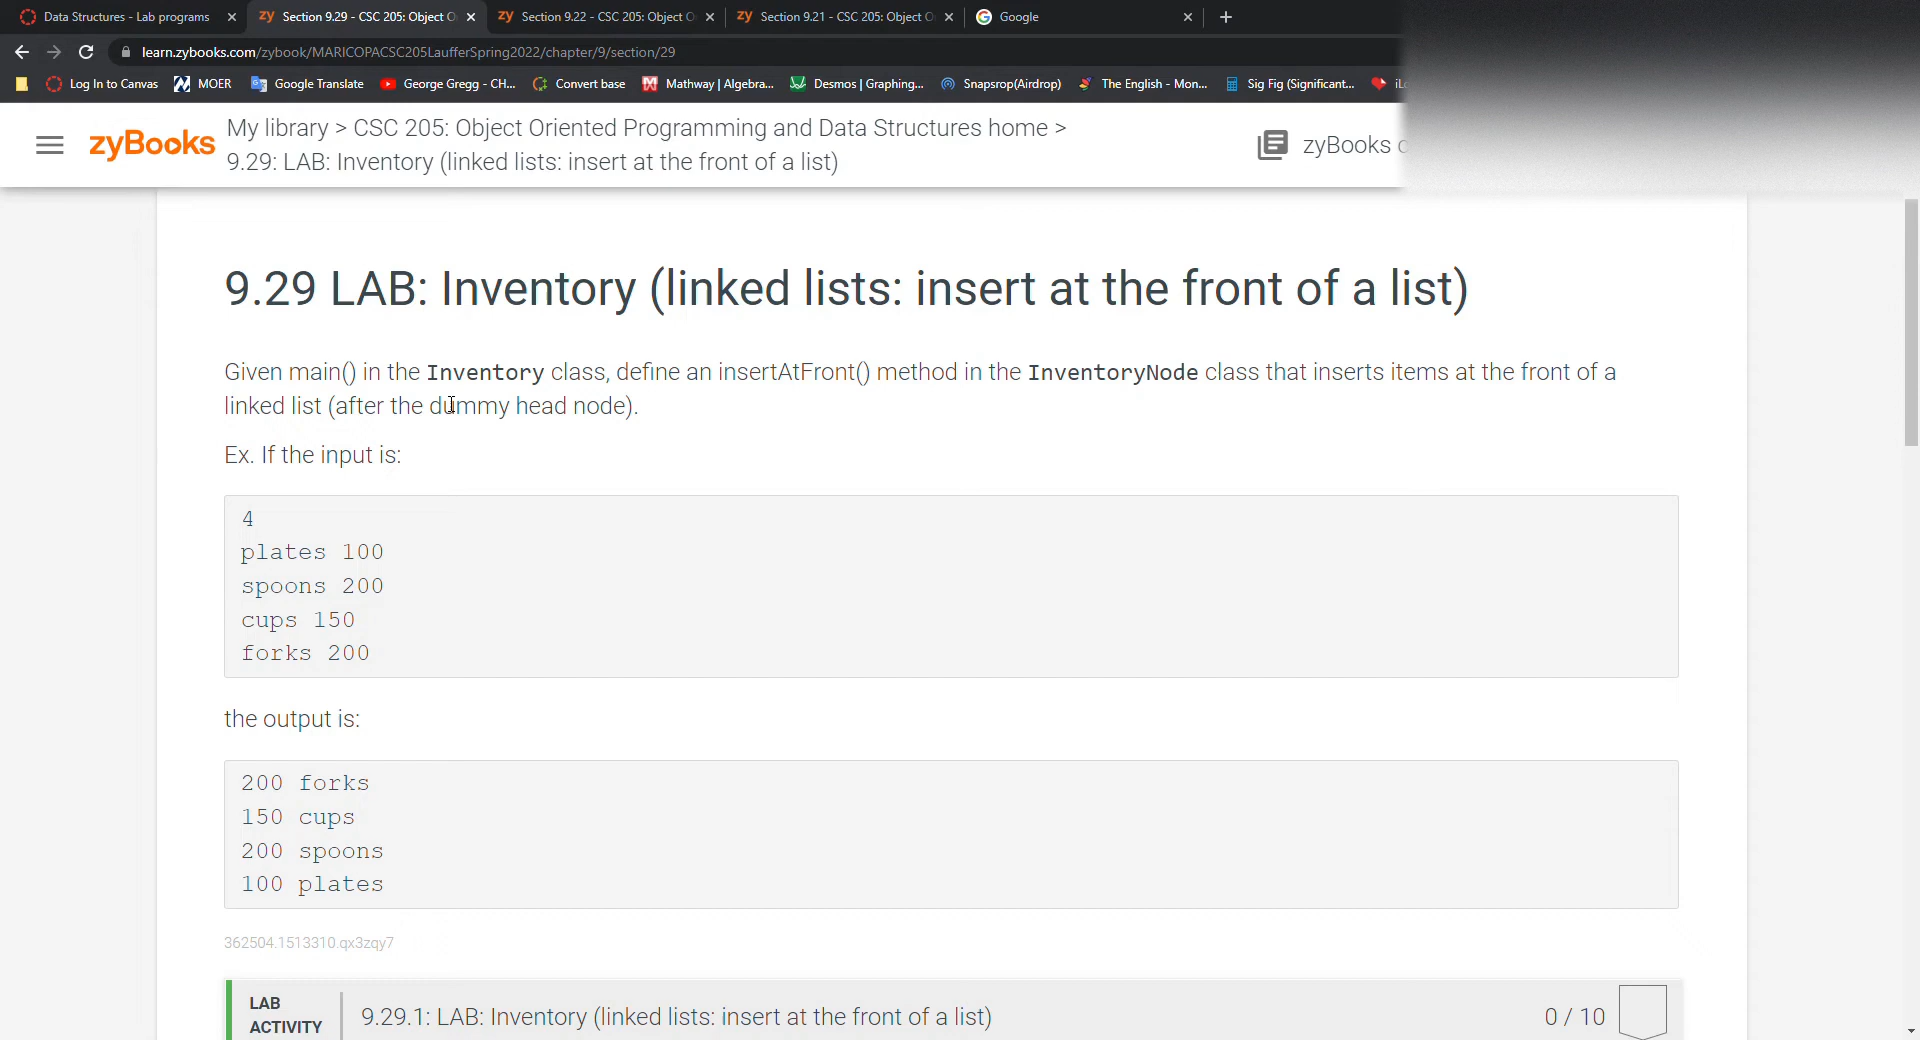 Data Structures - Lab programs
Section 9.29 - CSC 205: Object O
Section 9.22 - CSC 205: Object O
Section 9.21 - CSC 205: Object O
Google
learn.zybooks.com/zybook/MARICOPACSC205LaufferSpring2022/chapter/9/section/29
Log In to Canvas
MOER
Google Translate
George Gregg - CH...
Convert base
Mathway | Algebra...
Desmos | Graphing...
Snapsrop(Airdrop)
The English - Mon...
Sig Fig (Significant...
zyBooks
My library > CSC 205: Object Oriented Programming and Data Structures home >
9.29: LAB: Inventory (linked lists: insert at the front of a list)
zyBooks
9.29 LAB: Inventory (linked lists: insert at the front of a list)
Given main() in the Inventory class, define an insertAtFront() method in the InventoryNode class that inserts items at the front of a
linked list (after the dummy head node).
Ex. If the input is:
4
plates 100
spoons 200
cups 150
forks 200
the output is:
200 forks
150 cups
200 spoons
100 plates
362504.1513310.qx3zqy7
LAB
ACTIVITY
9.29.1: LAB: Inventory (linked lists: insert at the front of a list)
0 / 10